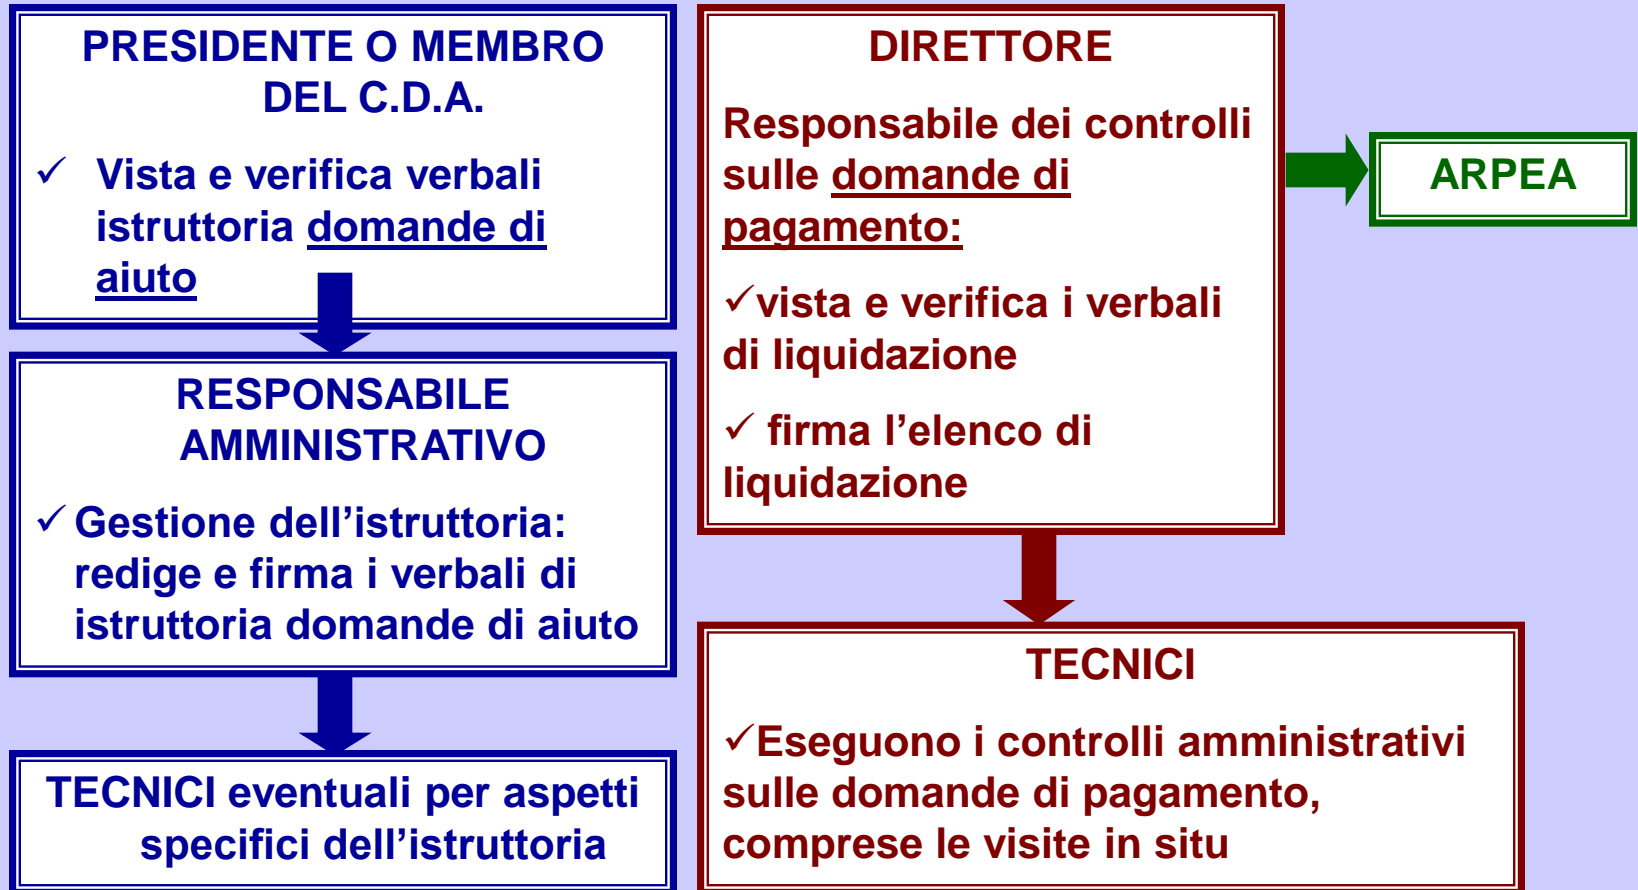 PRESIDENTE O MEMBRO
DEL C.D.A.
✓ Vista e verifica verbali
istruttoria domande di
aiuto
RESPONSABILE
AMMINISTRATIVO
✓ Gestione dell’istruttoria:
redige e firma i verbali di
istruttoria domande di aiuto
TECNICI eventuali per aspetti
specifici dell’istruttoria
DIRETTORE
Responsabile dei controlli
sulle domande di
pagamento:
✓vista e verifica i verbali
di liquidazione
✓ firma l’elenco di
liquidazione
ARPEA
TECNICI
✓Eseguono i controlli amministrativi
sulle domande di pagamento,
comprese le visite in situ